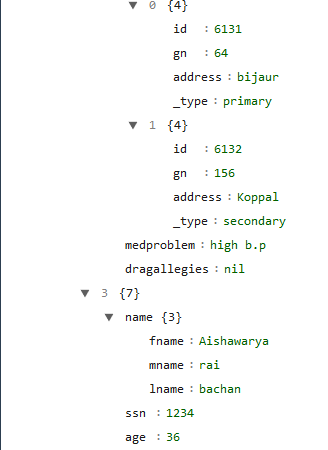 ▼ 0 {4}
id : 6131
gn : 64
address : bijaur
_type : primary
▼ 1 {4}
id : 6132
gn : 156
address : Koppal
_type : secondary
medproblem : high b.p
dragallegies : nil
▼ 3 {7}
▼ name {3}
fname : Aishawarya
mname : rai
lname : bachan
ssn : 1234
age : 36